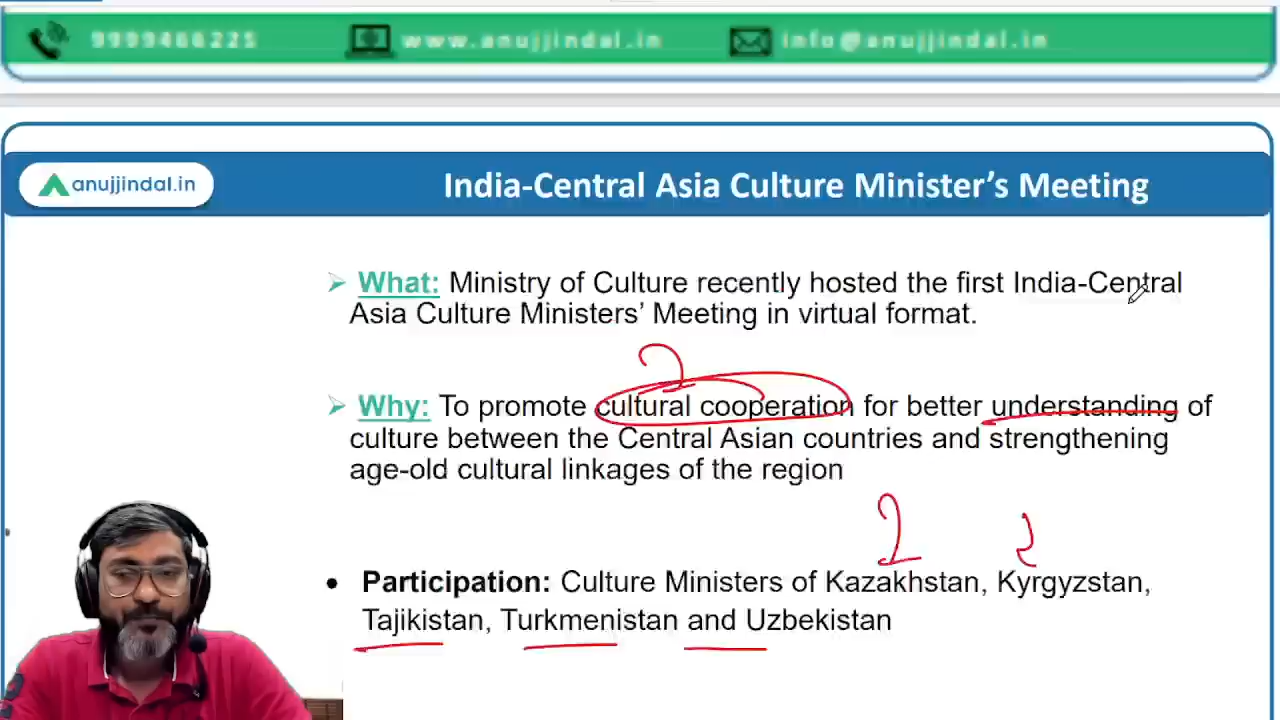 9999466225 www.anujjindal.in info@anujjindal.in
anujjindal.in
India-Central Asia Culture Minister's Meeting
What: Ministry of Culture recently hosted the first India-Central
Asia Culture Ministers' Meeting in virtual format.
2
Why: To promote cultural cooperation for better understanding of
culture between the Central Asian countries and strengthening
age-old cultural linkages of the region
2 2
• Participation: Culture Ministers of Kazakhstan, Kyrgyzstan,
Tajikistan, Turkmenistan and Uzbekistan